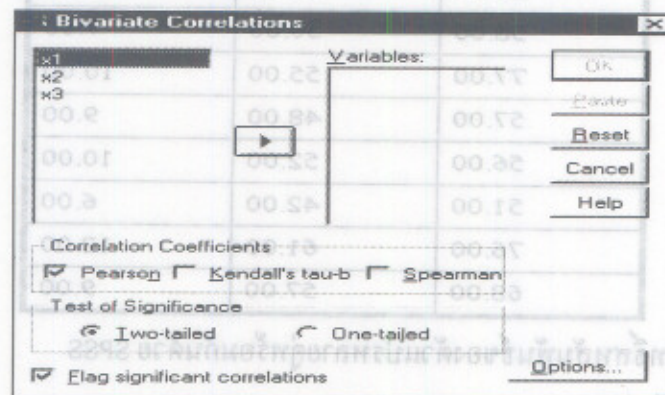 Bivariate Correlations
x1
x2
x3
Variables:
OK
Paste
Reset
Cancel
Help
Correlation Coefficients
Pearson Kendall's tau-b Spearman
Test of Significance
Two-tailed One-tailed
Flag significant correlations
Options...